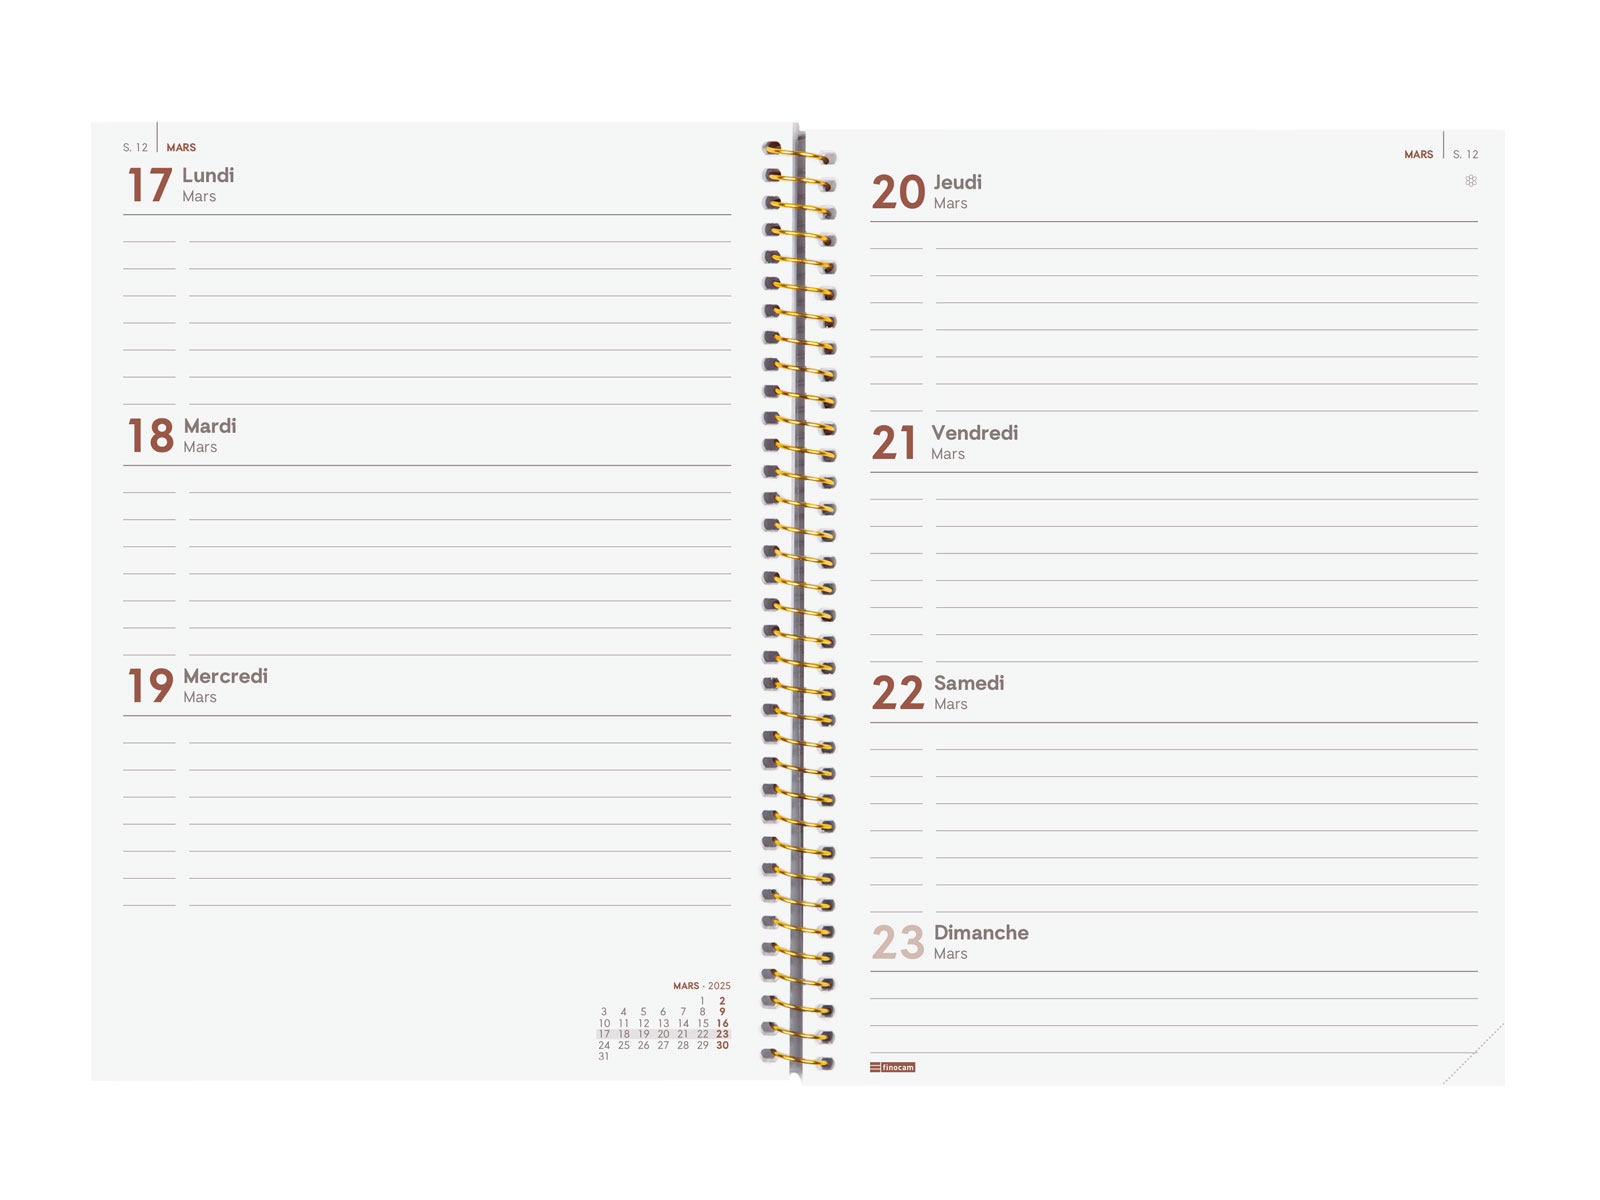 S. 12 MARS
17 Lundi
Mars
18 Mardi
Mars
19 Mercredi
Mars
MARS - 2025
1 2
3 4 5 6 7 8 9
10 11 12 13 14 15 16
17 18 19 20 21 22 23
24 25 26 27 28 29 30
31
MARS S. 12
20 Jeudi
Mars
21 Vendredi
Mars
22 Samedi
Mars
23 Dimanche
Mars
finocam